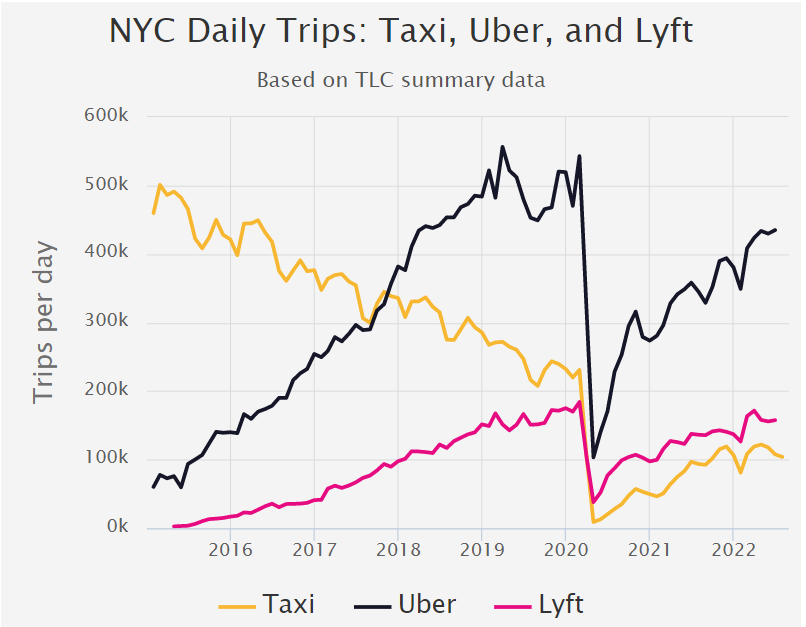 NYC Daily Trips: Taxi, Uber, and Lyft
Based on TLC summary data
Trips per day
600k
500k
400k
300k
200k
100k
0k
2016 2017 2018 2019 2020 2021 2022
Taxi Uber Lyft